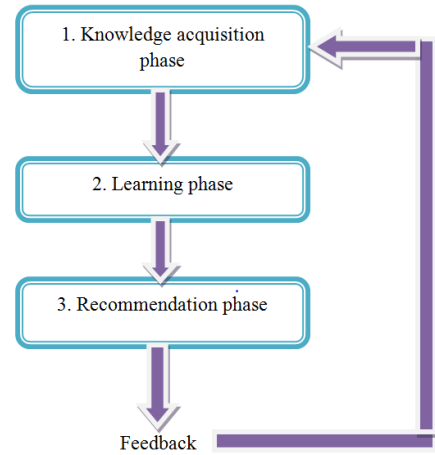 1. Knowledge acquisition
phase
2. Learning phase
3. Recommendation phase
Feedback